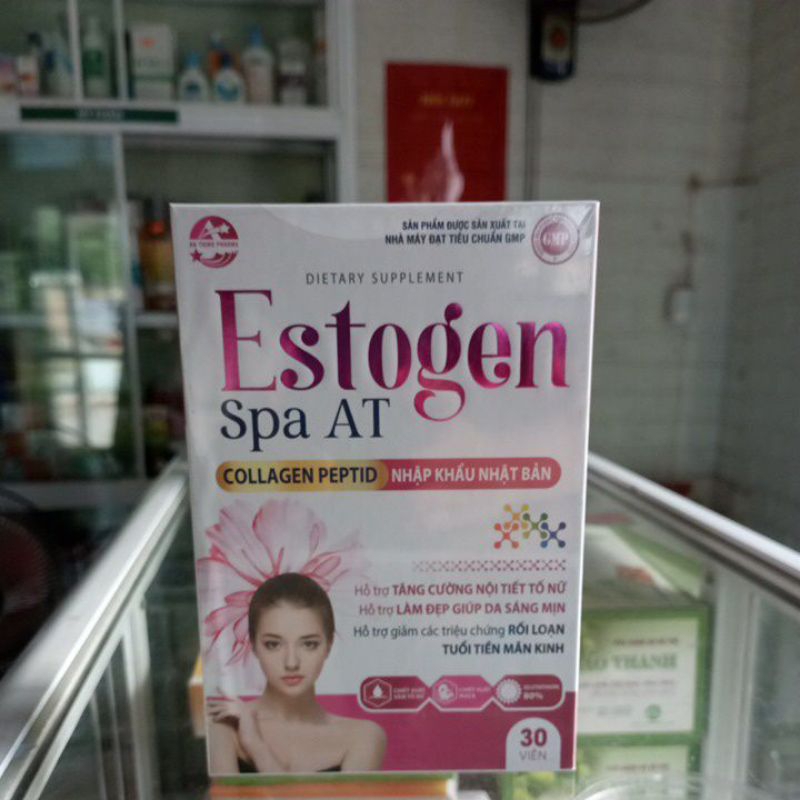 SẢN PHẨM ĐƯỢC SẢN XUẤT TẠI
NHÀ MÁY ĐẠT TIÊU CHUẨN GMP
GMP
DIETARY SUPPLEMENT
Estogen
Spa AT
COLLAGEN PEPTID NHẬP KHẨU NHẬT BẢN
Hỗ trợ TĂNG CƯỜNG NỘI TIẾT TỐ NỮ
Hỗ trợ LÀM ĐẸP GIÚP DA SÁNG MỊN
Hỗ trợ giảm các triệu chứng RỐI LOẠN
TUỔI TIỀN MÃN KINH
GLUTATHION
80%
30
VIÊN